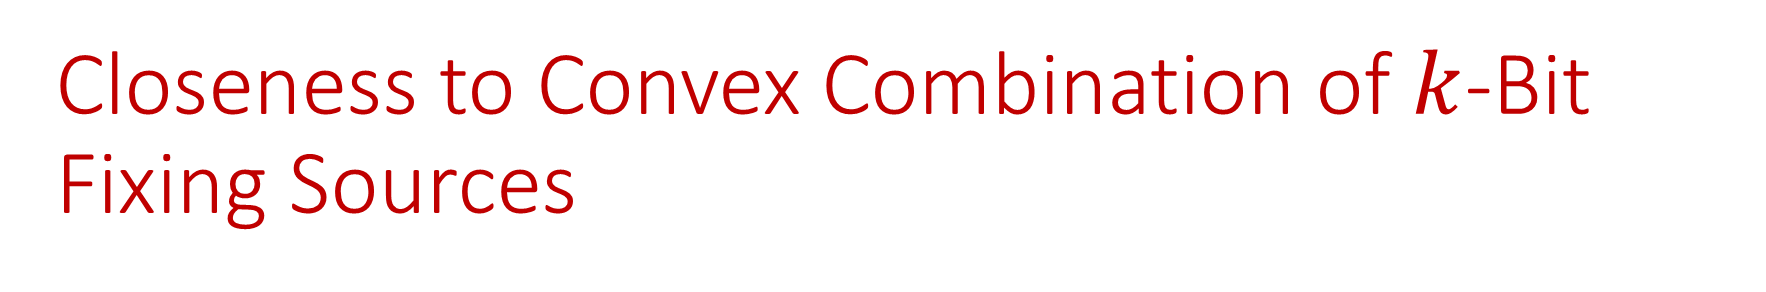 Closeness to Convex Combination of k-Bit
Fixing Sources